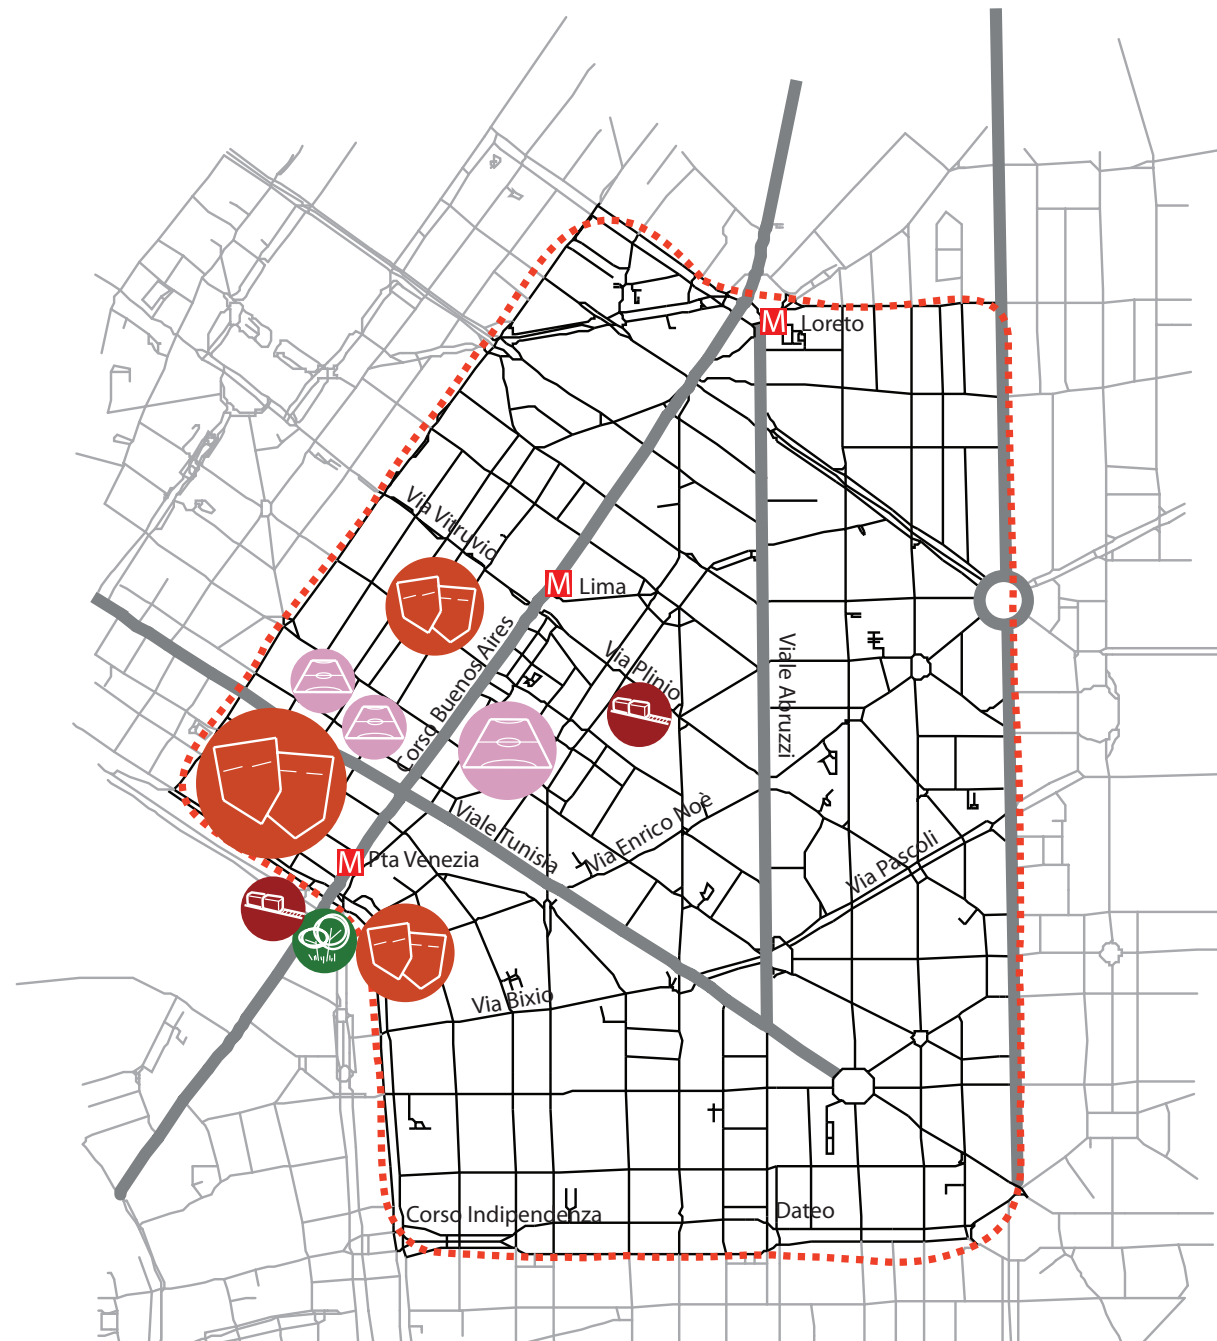 M Loreto
Via Vitruvio
M Lima
Corso Buenos Aires
Via Plinio
Viale Abruzzi
Viale Tunisia
Via Enrico Noè
Via Pascoli
M Pta Venezia
Via Bixio
Corso Indipendenza
Dateo